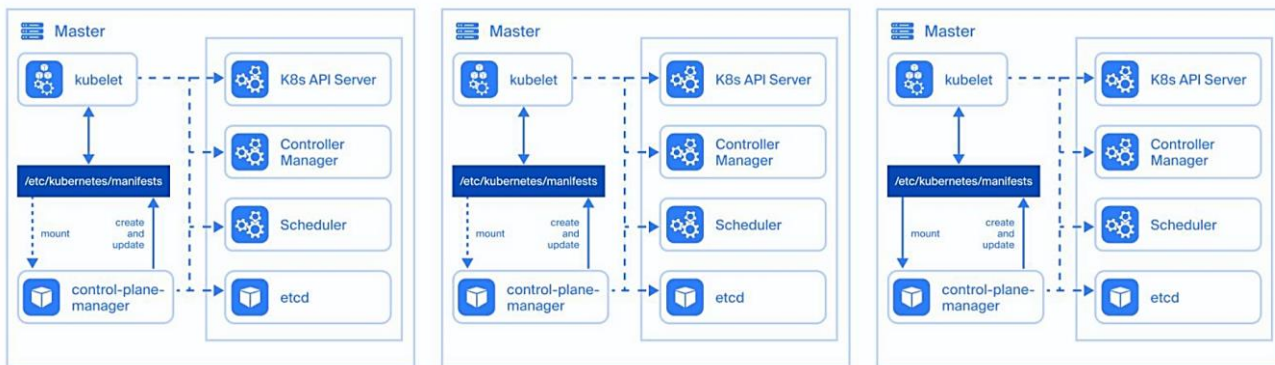 Master
kubelet
K8s API Server
Controller
Manager
/etc/kubernetes/manifests
mount
create
and
update
Scheduler
control-plane-
manager
etcd
Master
kubelet
K8s API Server
Controller
Manager
/etc/kubernetes/manifests
mount
create
and
update
Scheduler
control-plane-
manager
etcd
Master
kubelet
K8s API Server
Controller
Manager
/etc/kubernetes/manifests
mount
create
and
update
Scheduler
control-plane-
manager
etcd